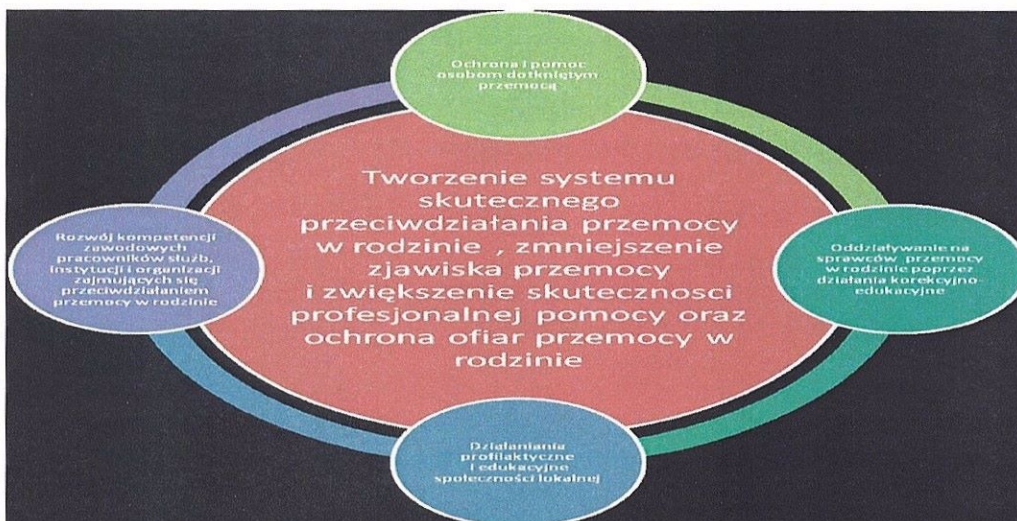 Ochrona i pomoc
osobom dotkniętym
przemocą
Tworzenie systemu
skutecznego
przeciwdziałania przemocy
w rodzinie , zmniejszenie
zjawiska przemocy
i zwiększenie skutecznosci
profesjonalnej pomocy oraz
ochrona ofiar przemocy w
rodzinie
Rozwój kompetencji
zawodowych
pracowników służb,
instytucji i organizacji
zajmujących się
przeciwdziałaniem
przemocy w rodzinie
Oddziaływanie na
sprawców przemocy
w rodzinie poprzez
działania korekcyjno-
edukacyjne
Działaniania
profilaktyczne
i edukacyjne
społeczności lokalnej